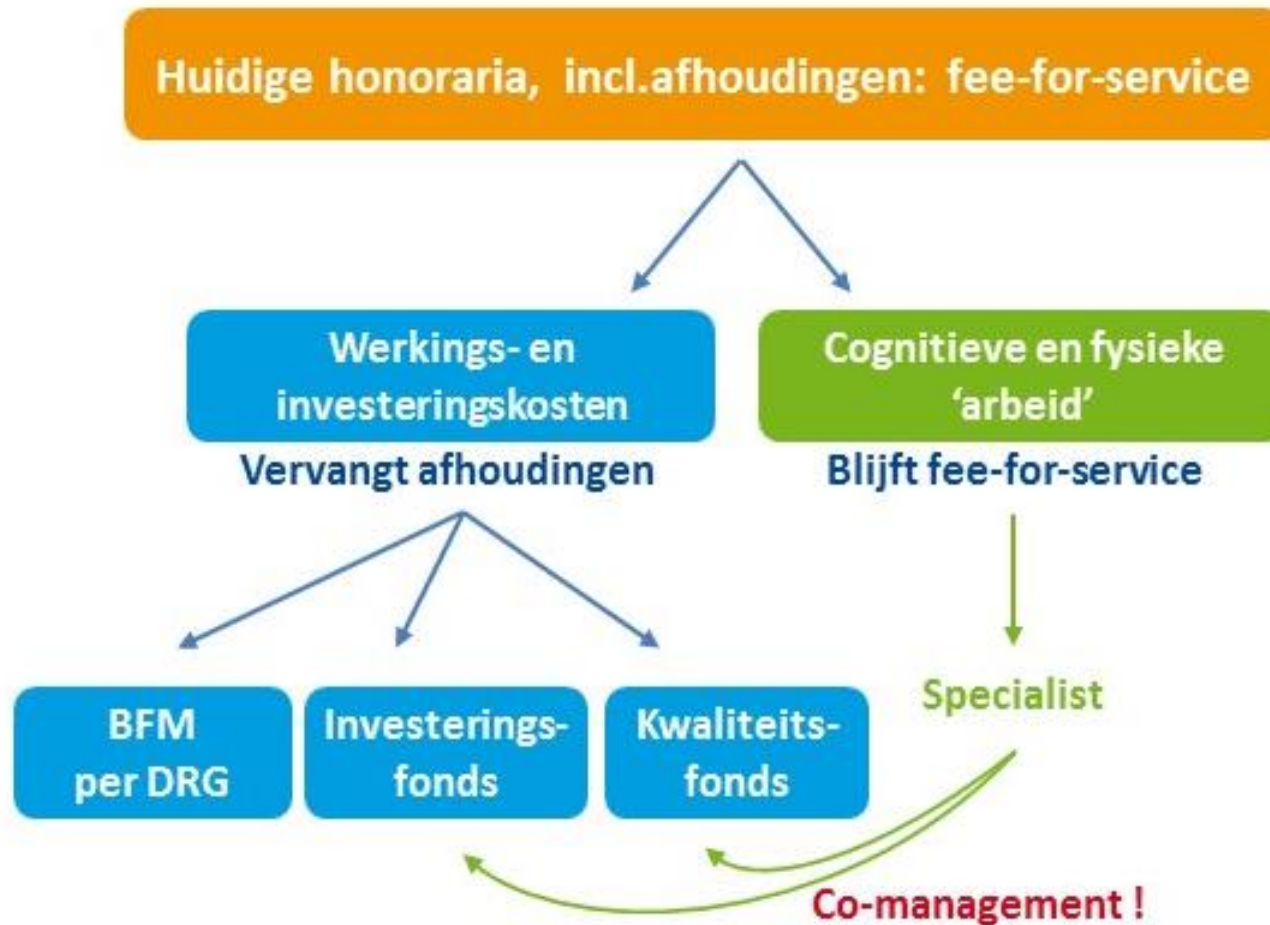 Huidige honoraria, incl.afhoudingen: fee-for-service
Werkings- en
investeringskosten
Cognitieve en fysieke
‘arbeid’
Vervangt afhoudingen
Blijft fee-for-service
BFM
per DRG
Investerings-
fonds
Kwaliteits-
fonds
Specialist
Co-management !